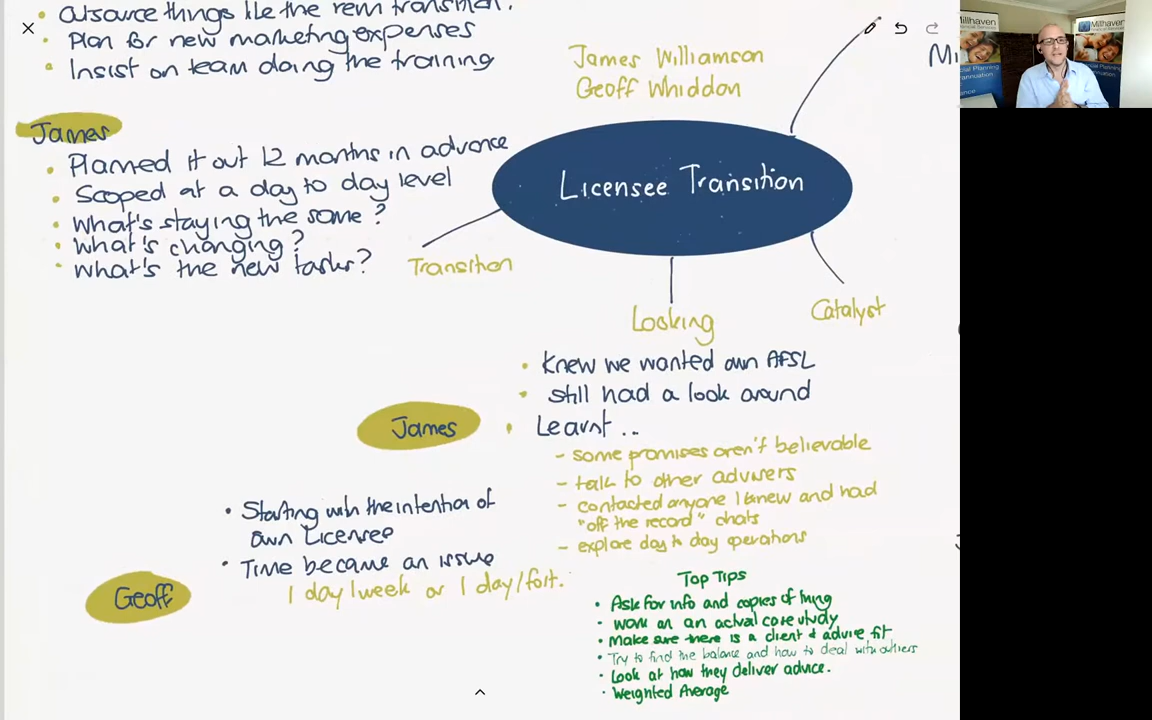 Outsource things like the
Plan for new marketing expenses
Insist on team doing the training
James
Planned it out 12 months in advance
Scoped at a day to day level
What's staying the same?
What's changing?
What's the new tasks?
James Williamson
Geoff Whiddon
Licensee Transition
Transition
Looking
Catalyst
Knew we wanted own AFSL
Still had a look around
James
Learnt ...
- some promises aren't believable
- talk to other advisers
- contacted anyone I knew and had
"off the record" chats
- explore day to day operations
Starting with the intention of
own Licensee
Time became an issue
1 day/week or 1 day/fort.
Geoff
Top Tips
Ask for info and copies of thing
Work on an actual case study
Make sure there is a client & advice fit
Try to find the balance and how to deal with outliers
Look at how they deliver advice.
Weighted Average
Millhaven
Millhaven